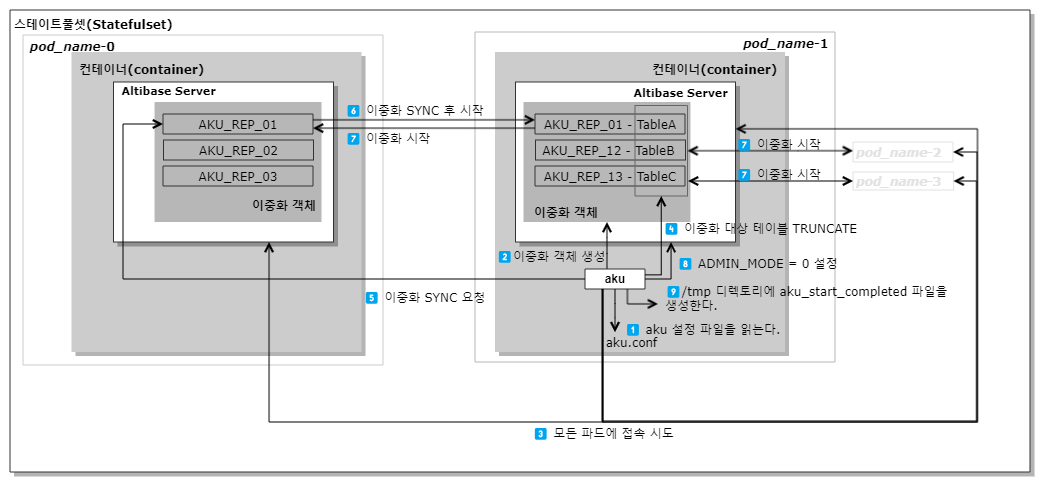 스테이트풀셋(Statefulset)
pod_name-0
컨테이너(container)
Altibase Server
AKU_REP_01
AKU_REP_02
AKU_REP_03
이중화 객체
pod_name-1
컨테이너(container)
Altibase Server
AKU_REP_01 - TableA
AKU_REP_12 - TableB
AKU_REP_13 - TableC
이중화 객체
6 이중화 SYNC 후 시작
7 이중화 시작
7 이중화 시작
7 이중화 시작
pod_name-2
pod_name-3
4 이중화 대상 테이블 TRUNCATE
2 이중화 객체 생성
8 ADMIN_MODE = 0 설정
aku
5 이중화 SYNC 요청
9 /tmp 디렉토리에 aku_start_completed 파일을
생성한다.
1 aku 설정 파일을 읽는다.
aku.conf
3 모든 파드에 접속 시도